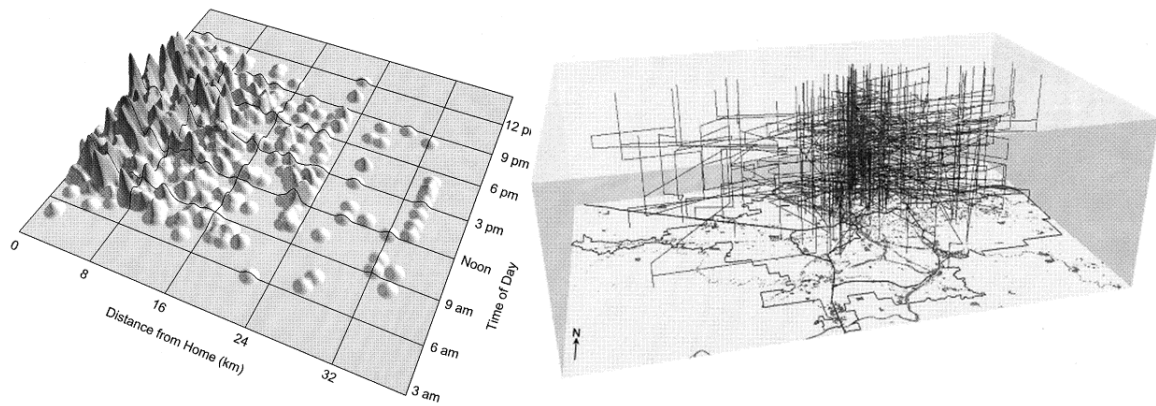 0
8
16
24
32
Distance from Home (km)
3 am
6 am
9 am
Noon
3 pm
6 pm
9 pm
12 p
Time of Day
N